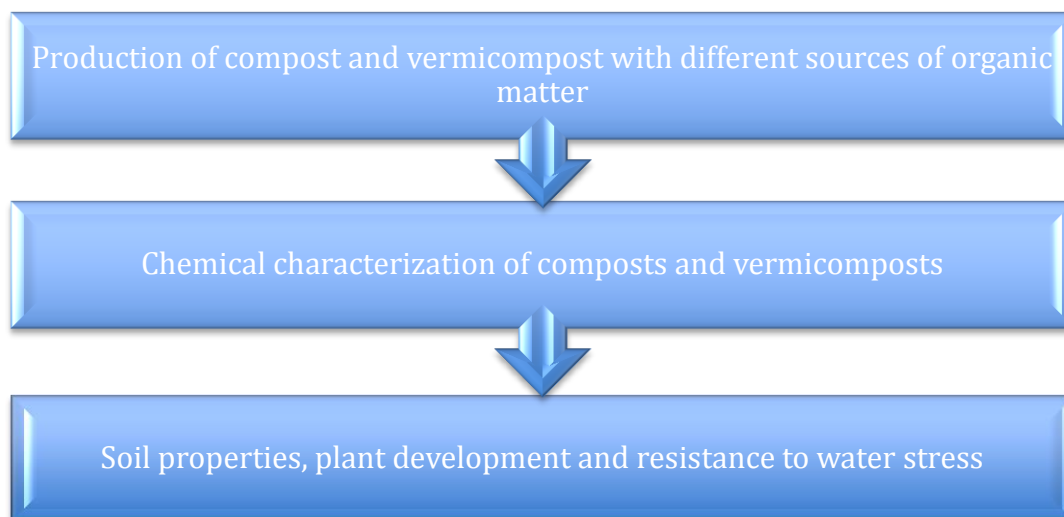 Production of compost and vermicompost with different sources of organic
matter
Chemical characterization of composts and vermicomposts
Soil properties, plant development and resistance to water stress